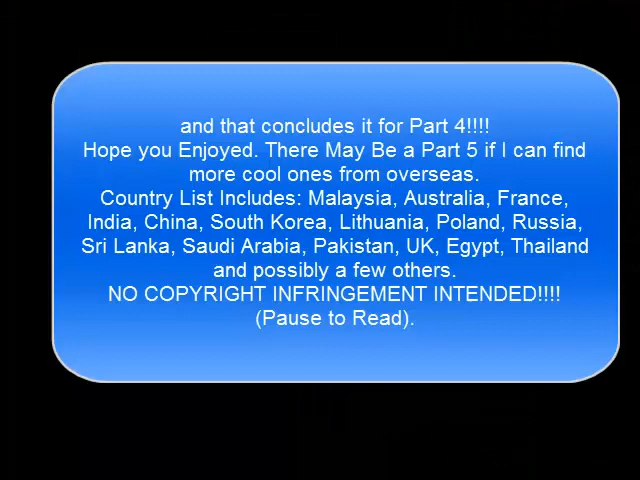 and that concludes it for Part 4!!!!
Hope you Enjoyed. There May Be a Part 5 if I can find
more cool ones from overseas.
Country List Includes: Malaysia, Australia, France,
India, China, South Korea, Lithuania, Poland, Russia,
Sri Lanka, Saudi Arabia, Pakistan, UK, Egypt, Thailand
and possibly a few others.
NO COPYRIGHT INFRINGEMENT INTENDED!!!!
(Pause to Read).